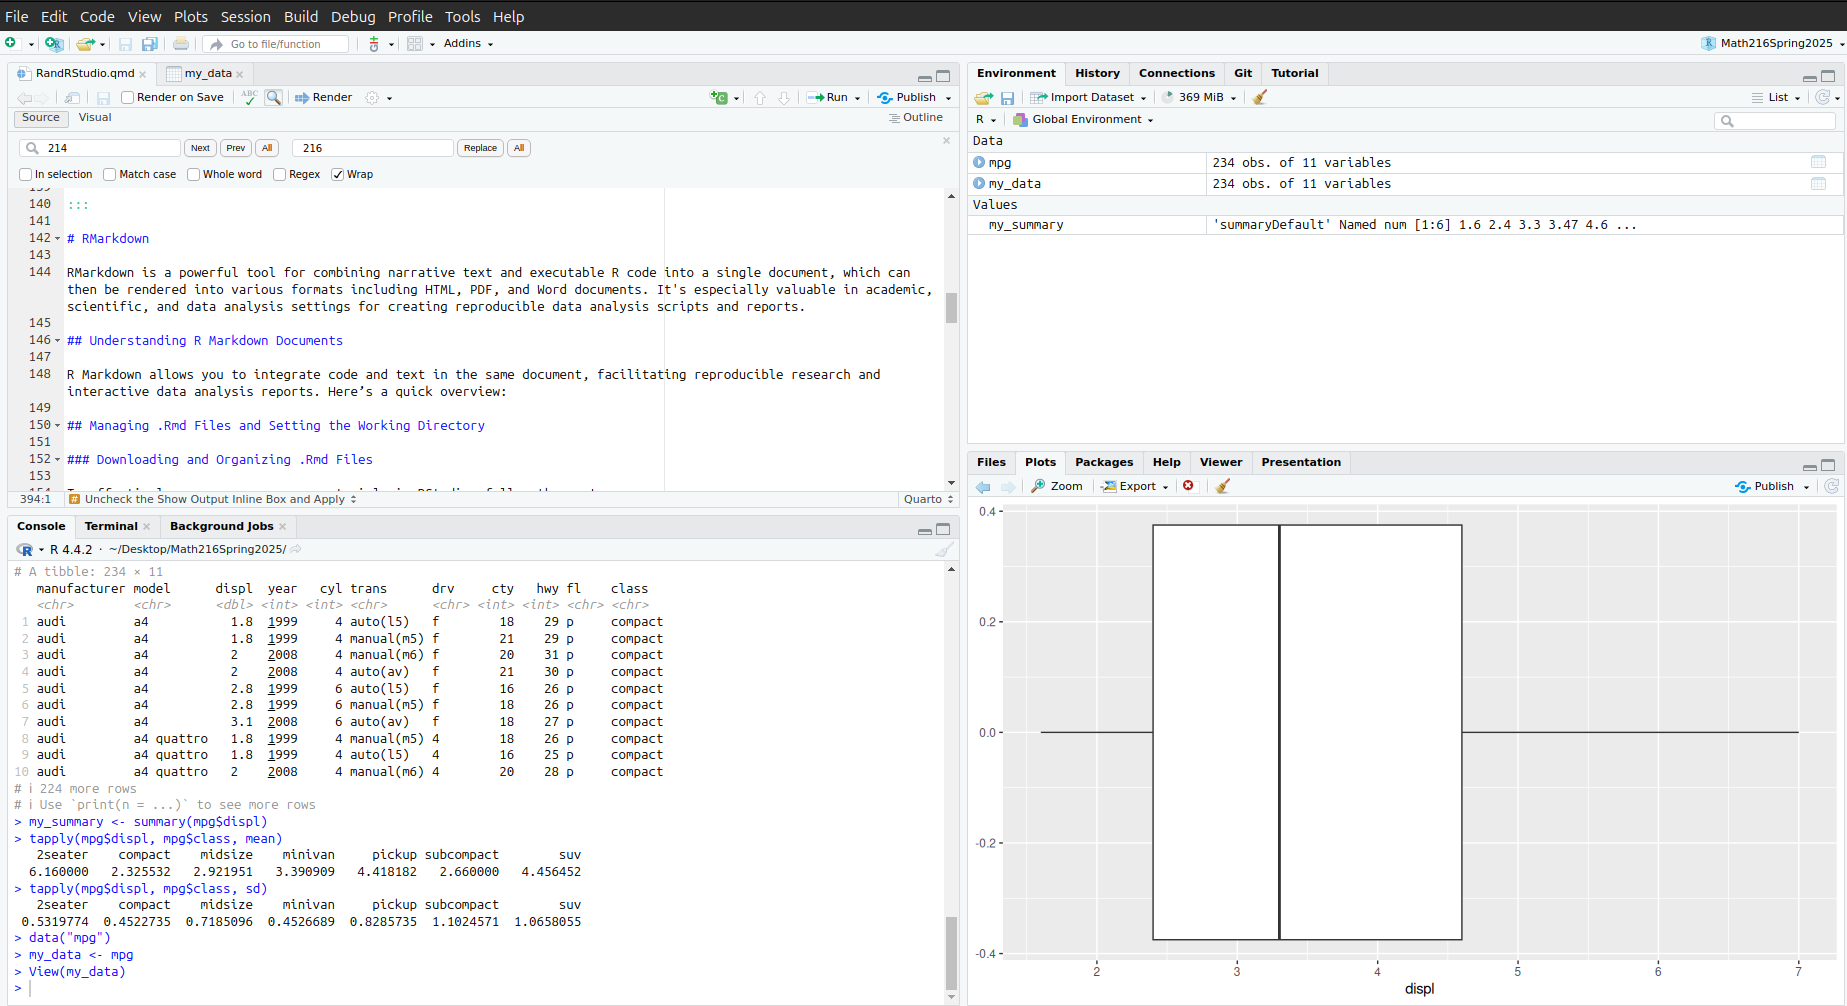 File Edit Code View Plots Session Build Debug Profile Tools Help
Go to file/function Addins Math216Spring2025
RandRStudio.qmd my_data
Render on Save ABC Render Run Publish
Source Visual Outline
214 Next Prev All 216 Replace All
In selection Match case Whole word Regex Wrap
139
140 :::
141
142 # RMarkdown
143
144 RMarkdown is a powerful tool for combining narrative text and executable R code into a single document, which can
then be rendered into various formats including HTML, PDF, and Word documents. It's especially valuable in academic,
scientific, and data analysis settings for creating reproducible data analysis scripts and reports.
145
146 ## Understanding R Markdown Documents
147
148 R Markdown allows you to integrate code and text in the same document, facilitating reproducible research and
interactive data analysis reports. Here’s a quick overview:
149
150 ## Managing .Rmd Files and Setting the Working Directory
151
152 ### Downloading and Organizing .Rmd Files
153
394:1 # Uncheck the Show Output Inline Box and Apply Quarto
Console Terminal Background Jobs
R R 4.4.2 · ~/Desktop/Math216Spring2025/
# A tibble: 234 × 11
manufacturer model displ year cyl trans drv cty hwy fl class
<chr> <chr> <dbl> <int> <int> <chr> <chr> <int> <int> <chr> <chr>
1 audi a4 1.8 1999 4 auto(l5) f 18 29 p compact
2 audi a4 1.8 1999 4 manual(m5) f 21 29 p compact
3 audi a4 2 2008 4 manual(m6) f 20 31 p compact
4 audi a4 2 2008 4 auto(av) f 21 30 p compact
5 audi a4 2.8 1999 6 auto(l5) f 16 26 p compact
6 audi a4 2.8 1999 6 manual(m5) f 18 26 p compact
7 audi a4 3.1 2008 6 auto(av) f 18 27 p compact
8 audi a4 quattro 1.8 1999 4 manual(m5) 4 18 26 p compact
9 audi a4 quattro 1.8 1999 4 auto(l5) 4 16 25 p compact
10 audi a4 quattro 2 2008 4 manual(m6) 4 20 28 p compact
# ℹ 224 more rows
# ℹ Use `print(n = ...)` to see more rows
> my_summary <- summary(mpg$displ)
> tapply(mpg$displ, mpg$class, mean)
2seater compact midsize minivan pickup subcompact suv
6.160000 2.325532 2.921951 3.390909 4.418182 2.660000 4.456452
> tapply(mpg$displ, mpg$class, sd)
2seater compact midsize minivan pickup subcompact suv
0.5319774 0.4522735 0.7185096 0.4526689 0.8285735 1.1024571 1.0658055
> data("mpg")
> my_data <- mpg
> View(my_data)
>
Environment History Connections Git Tutorial
Import Dataset 369 MiB List
R Global Environment
Data
mpg 234 obs. of 11 variables
my_data 234 obs. of 11 variables
Values
my_summary 'summaryDefault' Named num [1:6] 1.6 2.4 3.3 3.47 4.6 ...
Files Plots Packages Help Viewer Presentation
Zoom Export Publish
0.4
0.2
0.0
-0.2
-0.4
2 3 4 5 6 7
displ